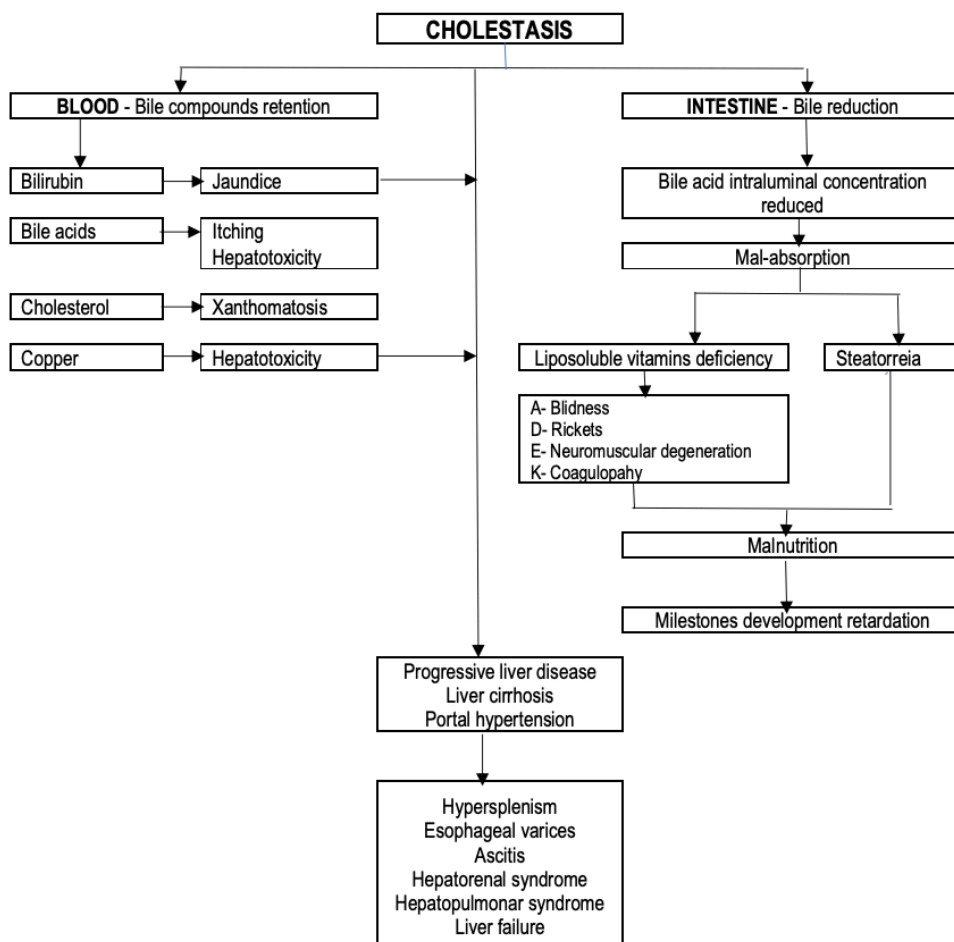 CHOLESTASIS
BLOOD - Bile compounds retention
Bilirubin
Jaundice
Bile acids
Itching
Hepatotoxicity
Cholesterol
Xanthomatosis
Copper
Hepatotoxicity
INTESTINE - Bile reduction
Bile acid intraluminal concentration
reduced
Mal-absorption
Liposoluble vitamins deficiency
Steatorreia
A- Blidness
D- Rickets
E- Neuromuscular degeneration
K- Coagulopahy
Malnutrition
Milestones development retardation
Progressive liver disease
Liver cirrhosis
Portal hypertension
Hypersplenism
Esophageal varices
Ascitis
Hepatorenal syndrome
Hepatopulmonar syndrome
Liver failure